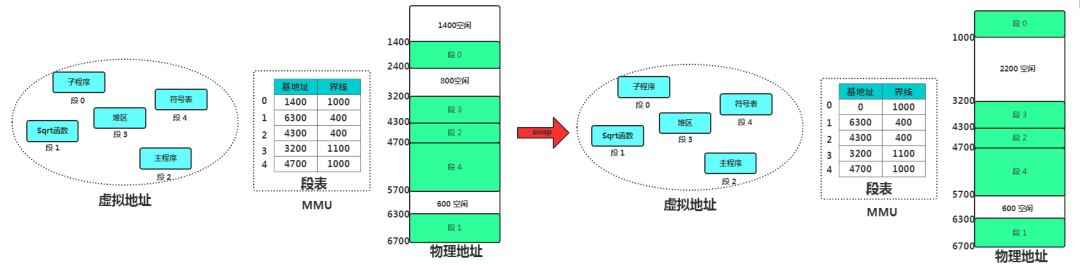 子程序
段 0
符号表
段 4
堆区
段 3
Sqrt函数
段 1
主程序
段 2
虚拟地址
基地址 界线
0 1400 1000
1 6300 400
2 4300 400
3 3200 1100
4 4700 1000
段表
MMU
1400空闲
1400
段 0
2400
800空闲
3200
段 3
4300
段 2
4700
段 4
5700
600 空闲
6300
段 1
6700
物理地址
swap
子程序
段 0
符号表
段 4
堆区
段 3
Sqrt函数
段 1
主程序
段 2
虚拟地址
基地址 界线
0 0 1000
1 6300 400
2 4300 400
3 3200 1100
4 4700 1000
段表
MMU
段 0
1000
2200 空闲
3200
段 3
4300
段 2
4700
段 4
5700
600 空闲
6300
段 1
6700
物理地址